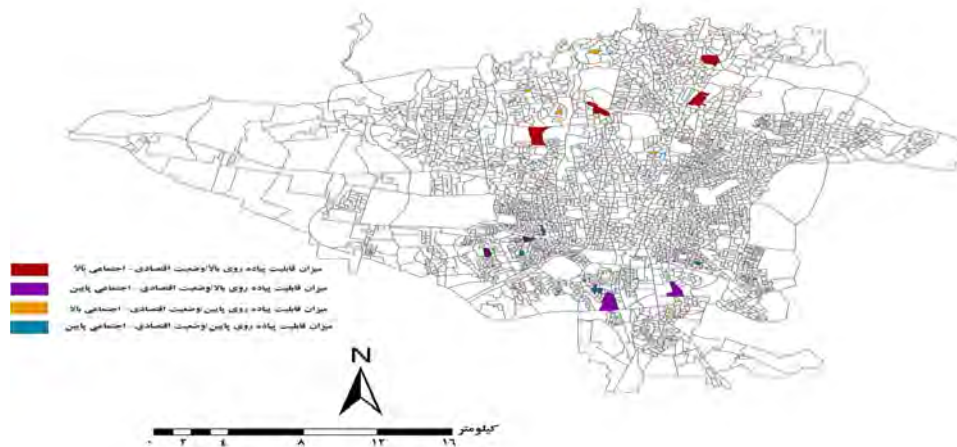 میزان قابلیت پیاده روی بالا/وضعیت اقتصادی- اجتماعی بالا
میزان قابلیت پیاده روی بالا/وضعیت اقتصادی- اجتماعی پایین
میزان قابلیت پیاده روی پایین/وضعیت اقتصادی- اجتماعی بالا
میزان قابلیت پیاده روی پایین/وضعیت اقتصادی- اجتماعی پایین
N
کیلومتر
۰ ۲ ۴ ۸ ۱۲ ۱۶